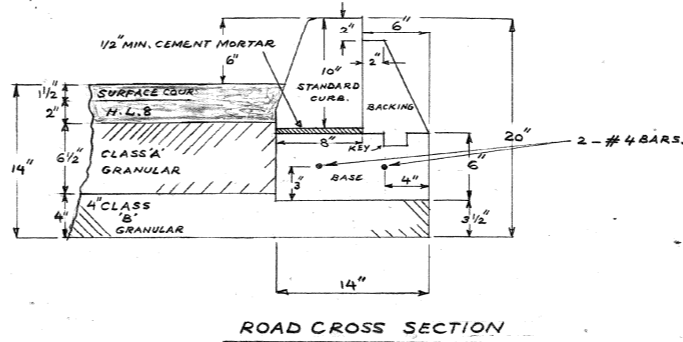 1/2" MIN. CEMENT MORTAR
6"
2"
6"
2"
10"
STANDARD
CURB.
BACKING
1 1/2"
SURFACE COUR.
2"
H.L.8
8"
KEY
20"
2 - #4 BARS.
14"
6 1/2"
CLASS 'A'
GRANULAR
3"
BASE
4"
6"
4"
4" CLASS
'B'
GRANULAR
3 1/2"
14"
ROAD CROSS SECTION